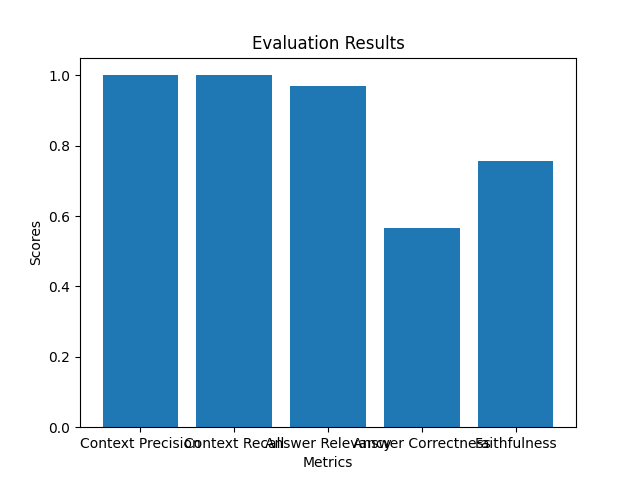 Evaluation Results
1.0
0.8
0.6
0.4
0.2
0.0
Scores
Context Precision Context Recall Answer Relevancy Answer Correctness Faithfulness
Metrics